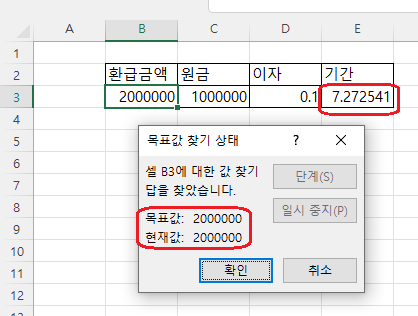 A B C D E
1
2 환급금액 원금 이자 기간
3 2000000 1000000 0.1 7.272541
4
5 목표값 찾기 상태 ? ×
6 셀 B3에 대한 값 찾기 단계(S)
7 답을 찾았습니다.
8 일시 중지(P)
목표값: 2000000
9 현재값: 2000000
10
11 확인 취소
12